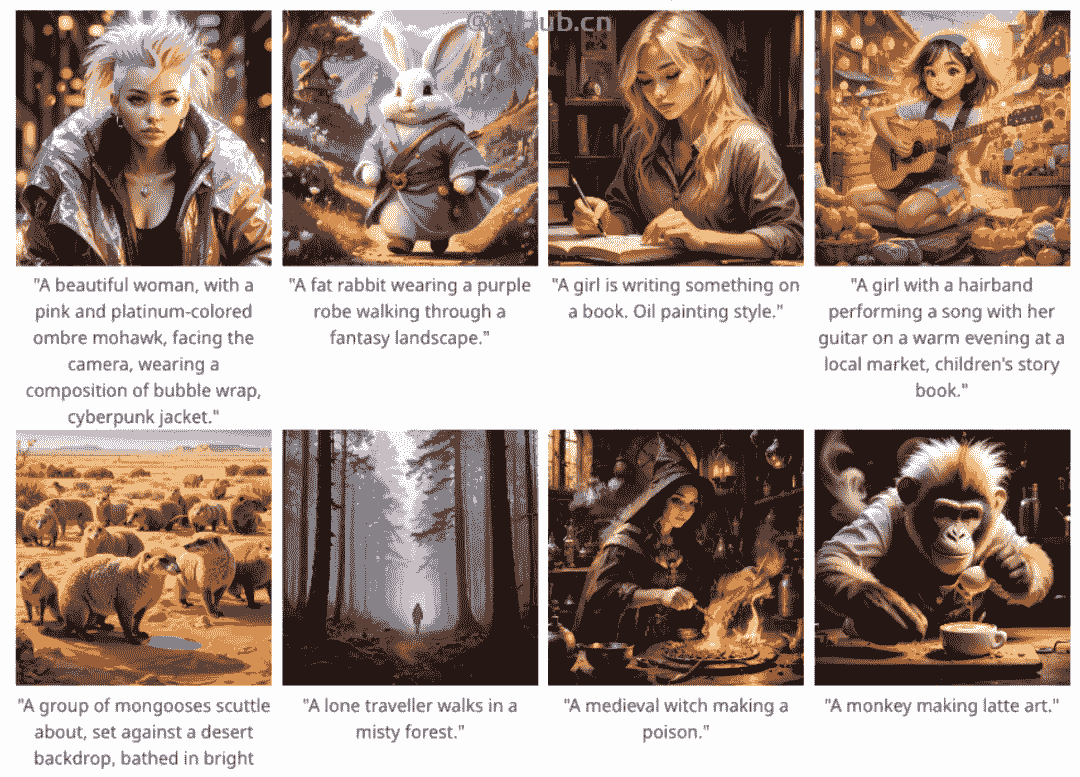 "A beautiful woman, with a
pink and platinum-colored
ombre mohawk, facing the
camera, wearing a
composition of bubble wrap,
cyberpunk jacket."
"A fat rabbit wearing a purple
robe walking through a
fantasy landscape."
"A girl is writing something on
a book. Oil painting style."
"A girl with a hairband
performing a song with her
guitar on a warm evening at a
local market, children's story
book."
"A group of mongooses scuttle
about, set against a desert
backdrop, bathed in bright
"A lone traveller walks in a
misty forest."
"A medieval witch making a
poison."
"A monkey making latte art."